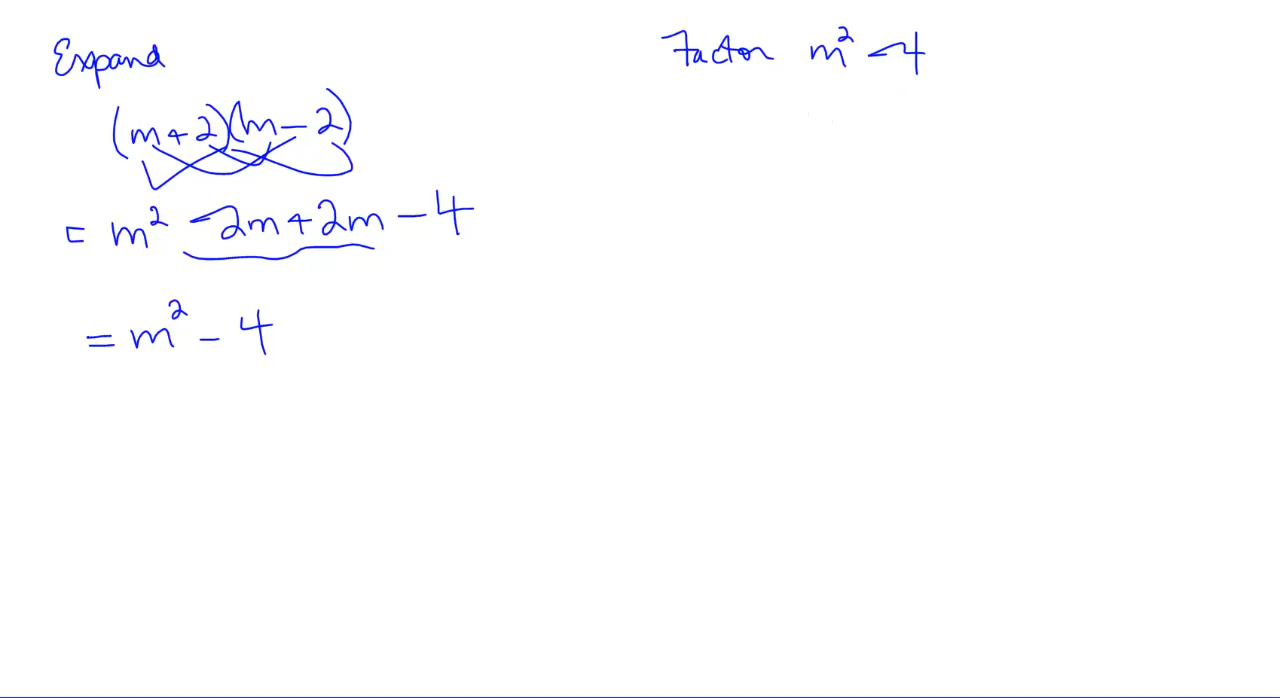 Expand
(m+2)(m-2)
= m² -2m+2m-4
= m² - 4
Factor m² -4